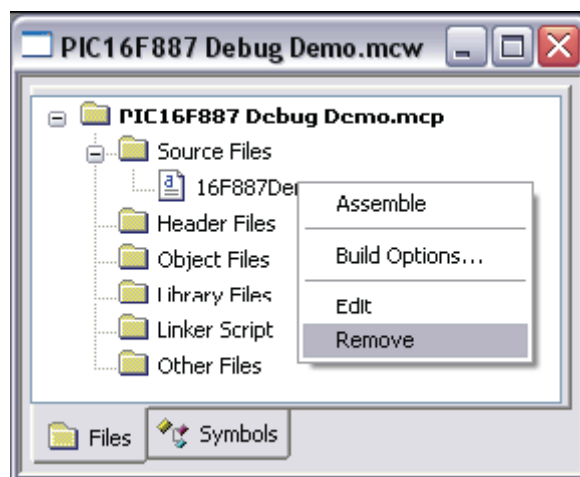 PIC16F887 Debug Demo.mcw
PIC16F887 Debug Demo.mcp
Source Files
16F887De
Assemble
Header Files
Build Options...
Object Files
Library Files
Edit
Linker Script
Remove
Other Files
Files
Symbols